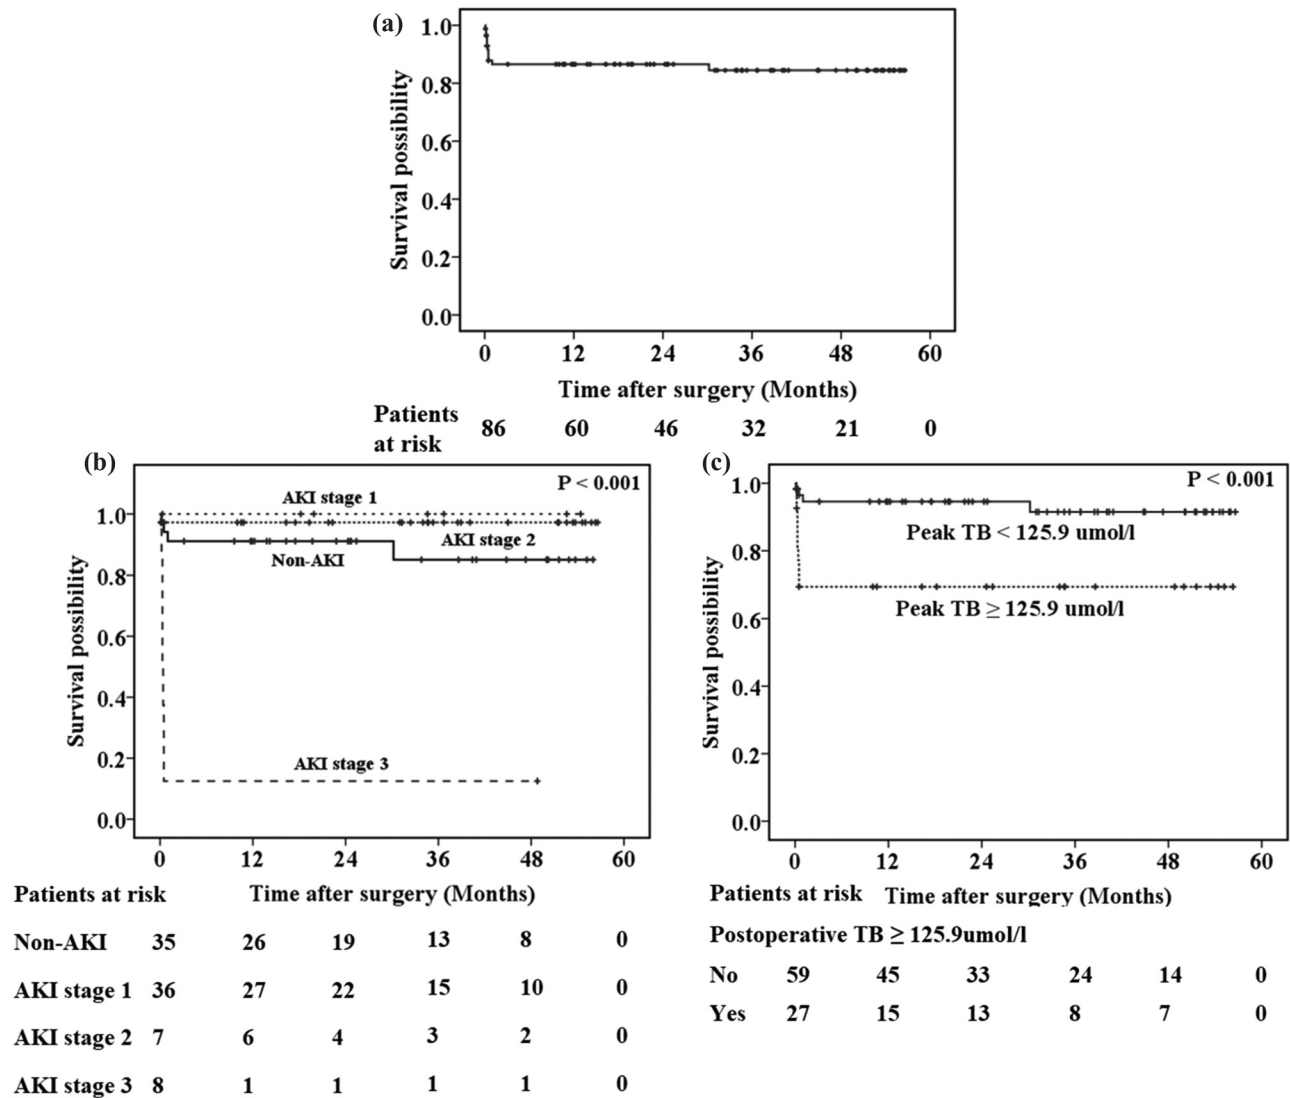 (a)
Survival possibility
1.0
0.8
0.6
0.4
0.2
0.0
0 12 24 36 48 60
Time after surgery (Months)
Patients at risk 86 60 46 32 21 0
(b)
P < 0.001
Survival possibility
1.0
0.8
0.6
0.4
0.2
0.0
AKI stage 1
AKI stage 2
Non-AKI
AKI stage 3
0 12 24 36 48 60
Patients at risk Time after surgery (Months)
Non-AKI 35 26 19 13 8 0
AKI stage 1 36 27 22 15 10 0
AKI stage 2 7 6 4 3 2 0
AKI stage 3 8 1 1 1 1 0
(c)
P < 0.001
Survival possibility
1.0
0.8
0.6
0.4
0.2
0.0
Peak TB < 125.9 umol/l
Peak TB ≥ 125.9 umol/l
0 12 24 36 48 60
Patients at risk Time after surgery (Months)
Postoperative TB ≥ 125.9umol/l
No 59 45 33 24 14 0
Yes 27 15 13 8 7 0